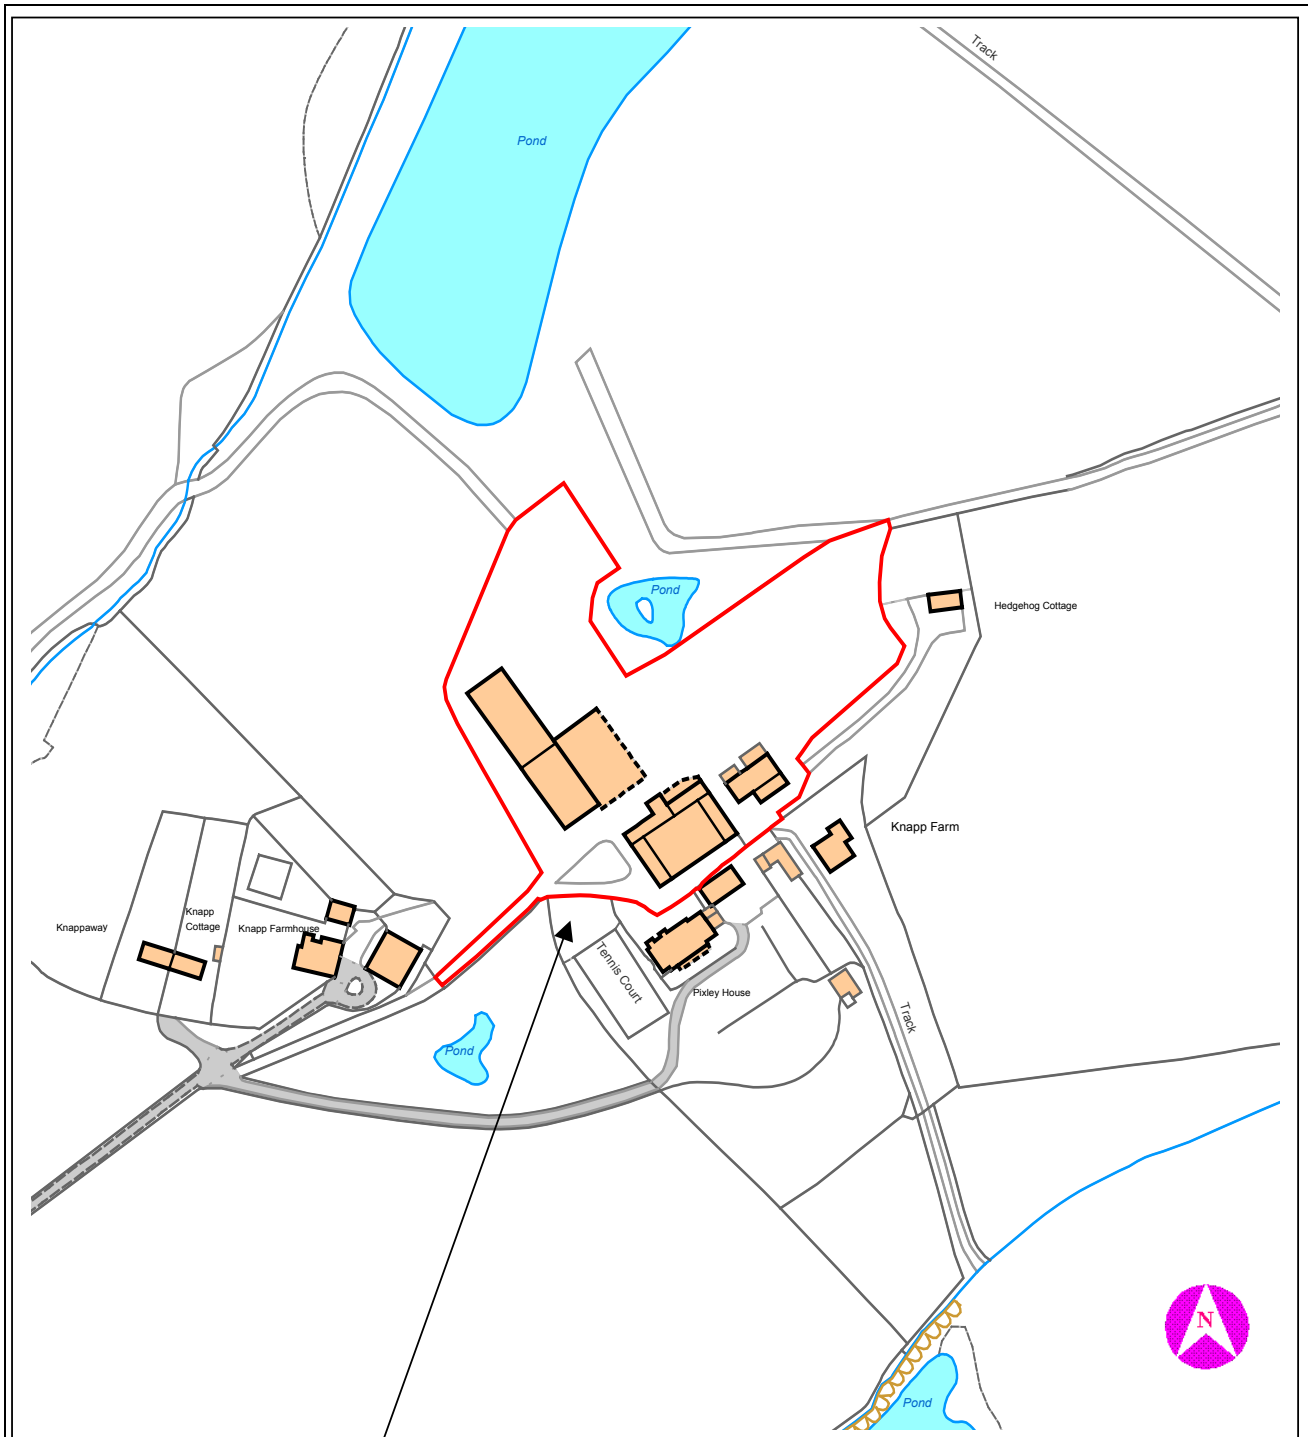 Track
Pond
Pond
Hedgehog Cottage
Knapp Farm
Knapp
Cottage
Knappaway
Knapp Farmhouse
Tennis Court
Pixley House
Track
Pond
N
Pond